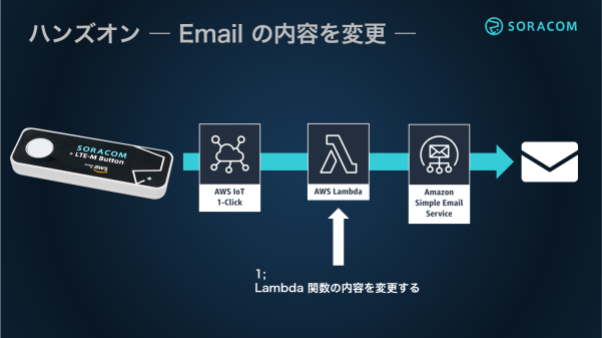 ハンズオン — Email の内容を変更 —
SORACOM
SORACOM
+ LTE-M Button
aws
AWS IoT
1-Click
AWS Lambda
Amazon
Simple Email
Service
1;
Lambda 関数の内容を変更する